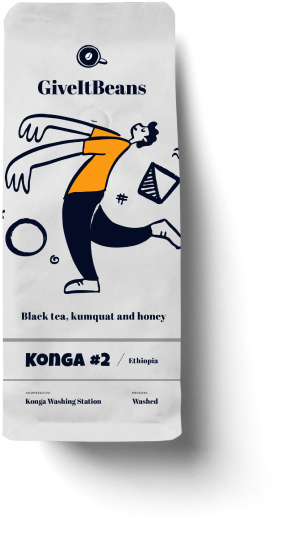 GiveItBeans
Black tea, kumquat and honey
Konga #2 / Ethiopia
Konga Washing Station
Washed